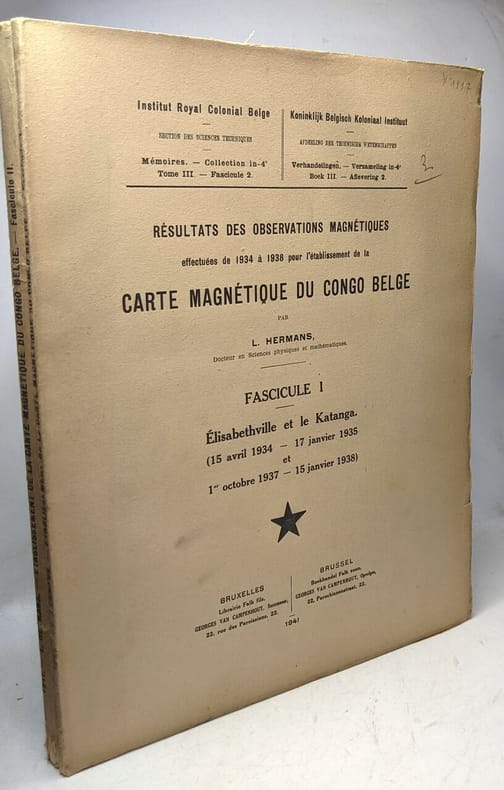 Institut Royal Colonial Belge
SECTION DES SCIENCES TECHNIQUES
Mémoires. — Collection in-4°
Tome III. — Fascicule 2.
Koninklijk Belgisch Koloniaal Instituut
AFDEELING DER TECHNISCHE WETENSCHAPPEN
Verhandelingen. — Verzameling in-4°
Boek III. — Aflevering 2.
RÉSULTATS DES OBSERVATIONS MAGNÉTIQUES
effectuées de 1934 à 1938 pour l'établissement de la
CARTE MAGNÉTIQUE DU CONGO BELGE
PAR
L. HERMANS,
Docteur en Sciences physiques et mathématiques.
FASCICULE I
Élisabethville et le Katanga.
(15 avril 1934 — 17 janvier 1935
et
1er octobre 1937 — 15 janvier 1938)
BRUXELLES
Librairie Falk fils,
GEORGES VAN CAMPENHOUT, Successeur,
22, rue des Paroissiens, 22.
BRUSSEL
Boekhandel Falk zoon,
GEORGES VAN CAMPENHOUT, Opvolger,
22, Parochianenstraat, 22.
1941
DE LA CARTE MAGNÉTIQUE DU CONGO BELGE. — Fascicule II.